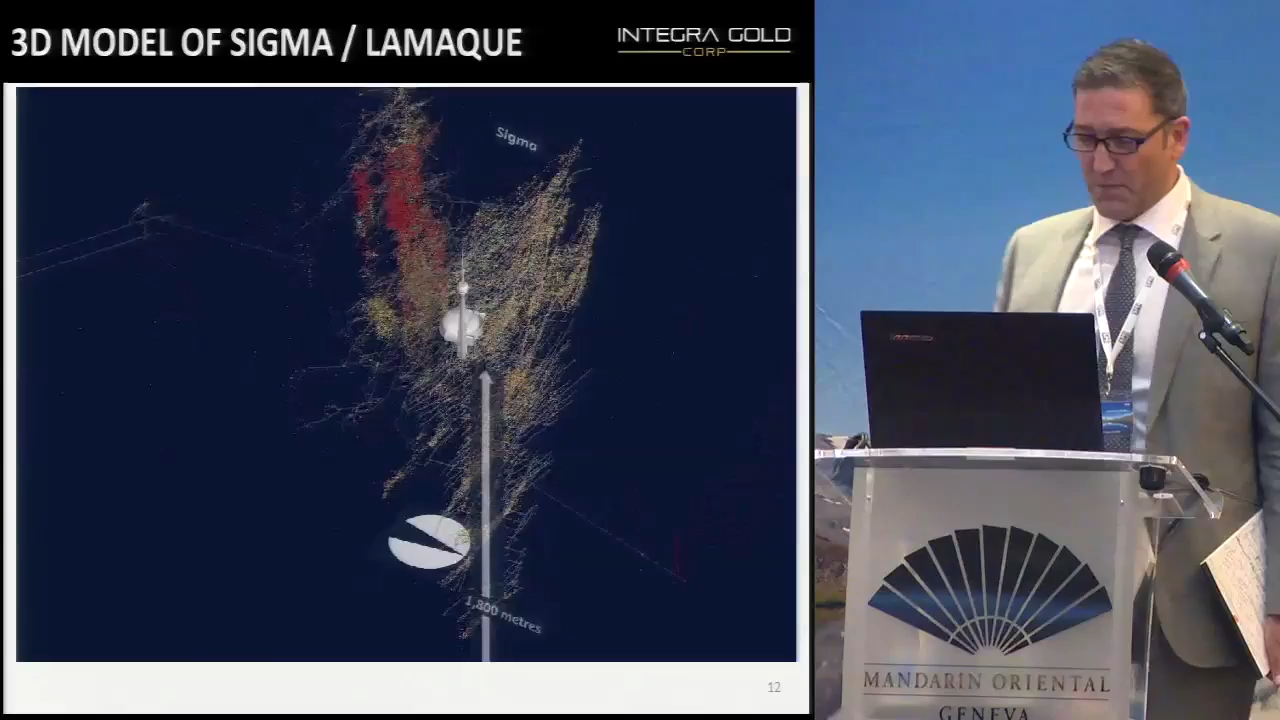 3D MODEL OF SIGMA / LAMAQUE
INTEGRA GOLD
CORP
Sigma
1,800 metres
12
MANDARIN ORIENTAL
GENEVA